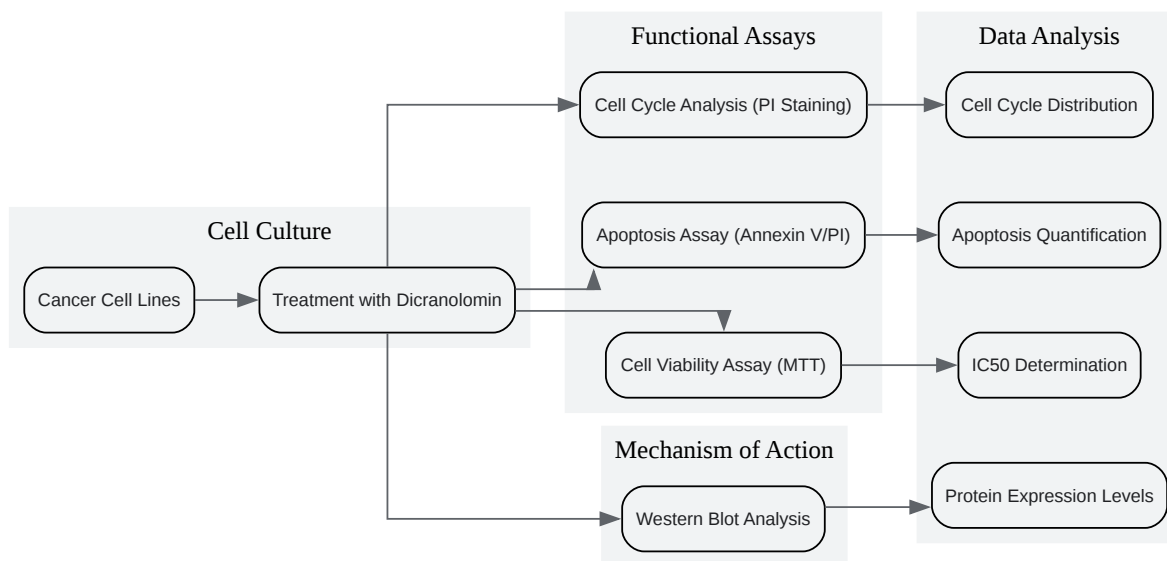 Functional Assays
Data Analysis
Cell Cycle Analysis (PI Staining)
Cell Cycle Distribution
Cell Culture
Apoptosis Assay (Annexin V/PI)
Apoptosis Quantification
Cancer Cell Lines
Treatment with Dicranolomin
Cell Viability Assay (MTT)
IC50 Determination
Mechanism of Action
Western Blot Analysis
Protein Expression Levels